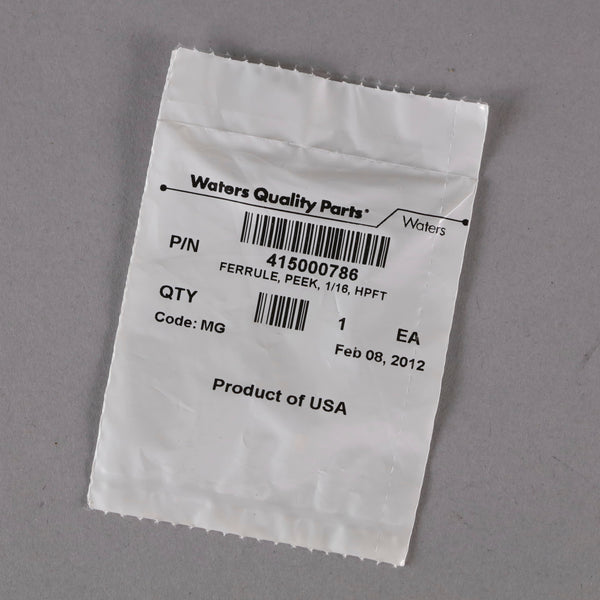 Waters Quality Parts
Waters
P/N
415000786
FERRULE, PEEK, 1/16, HPFT
QTY 1 EA
Code: MG Feb 08, 2012
Product of USA